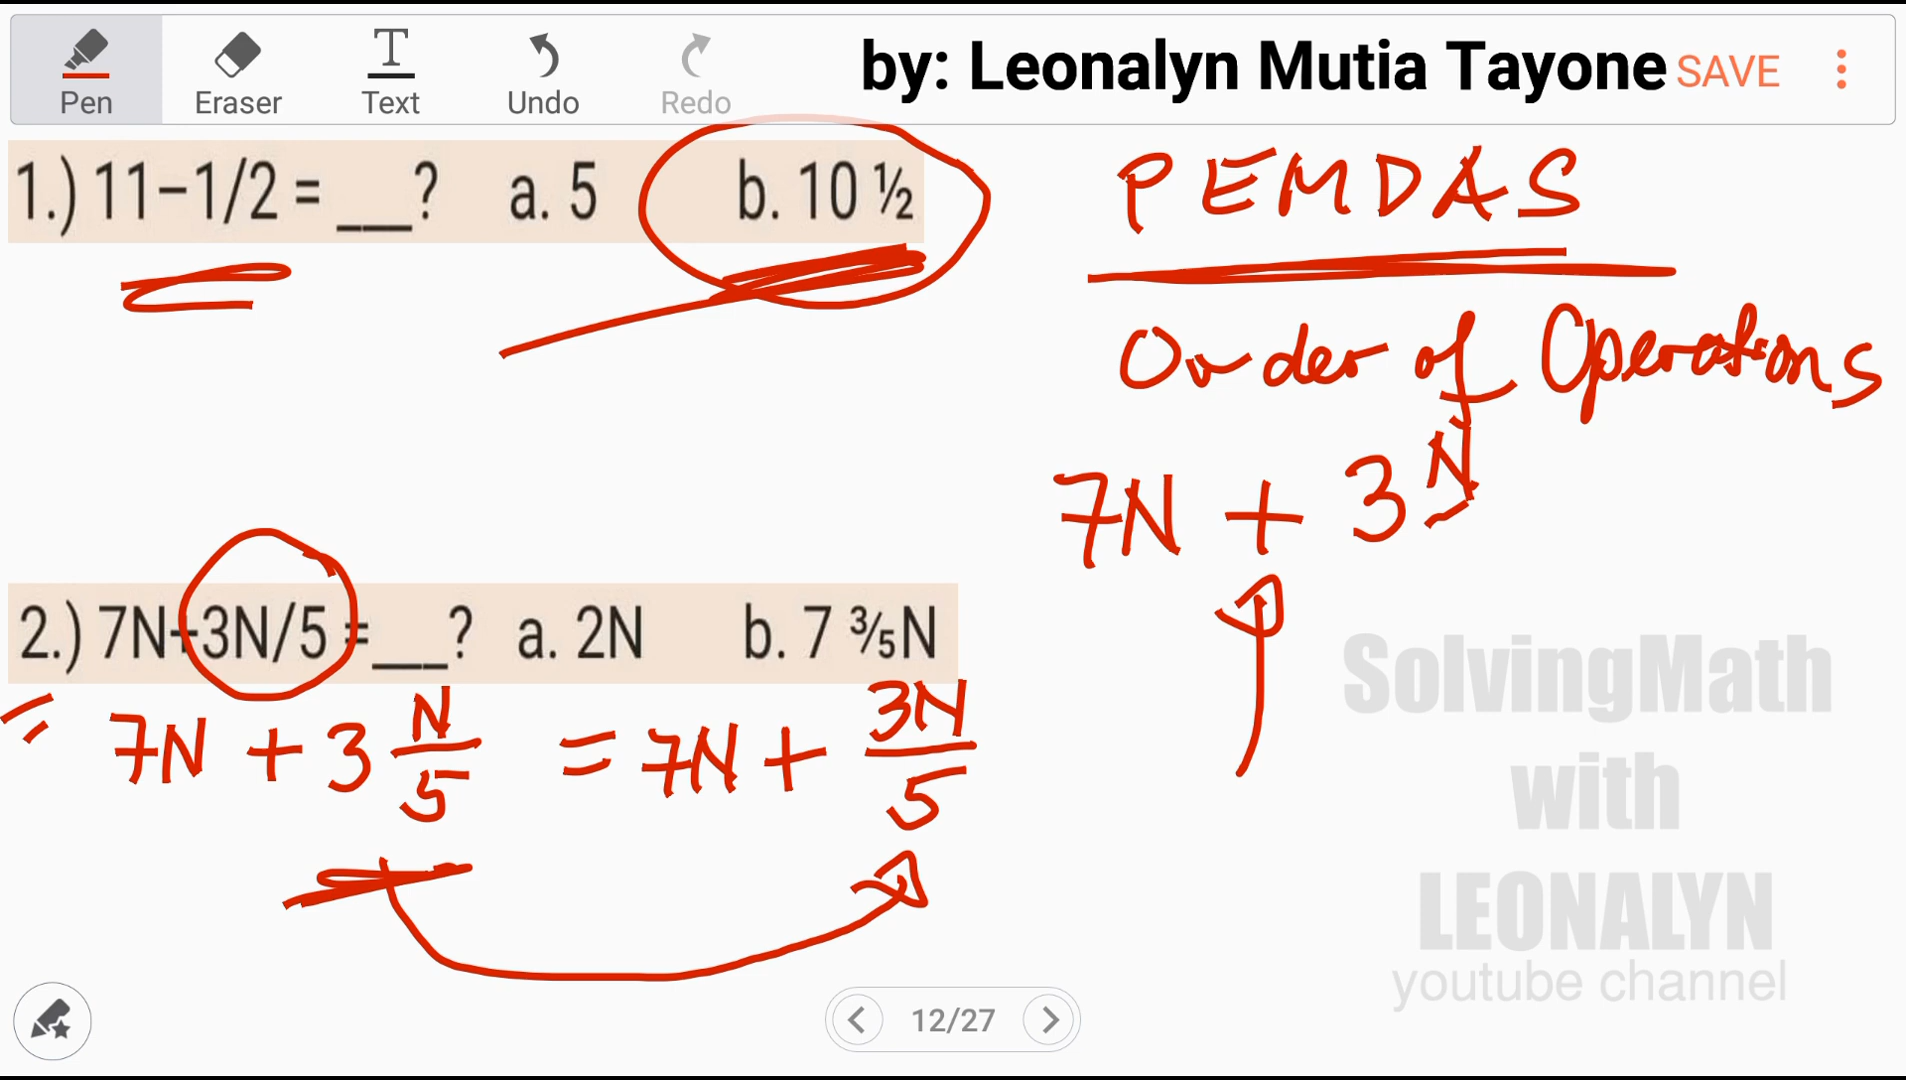 Pen Eraser Text Undo Redo by: Leonalyn Mutia Tayone SAVE
1.) 11-1/2 = ___? a. 5 b. 10 ½
PEMDAS
Order of Operations
7N + 3N
2.) 7N+3N/5 = ___? a. 2N b. 7 ⅗N
= 7N + 3 N/5 = 7N + 3N/5
SolvingMath
with
LEONALYN
youtube channel
12/27